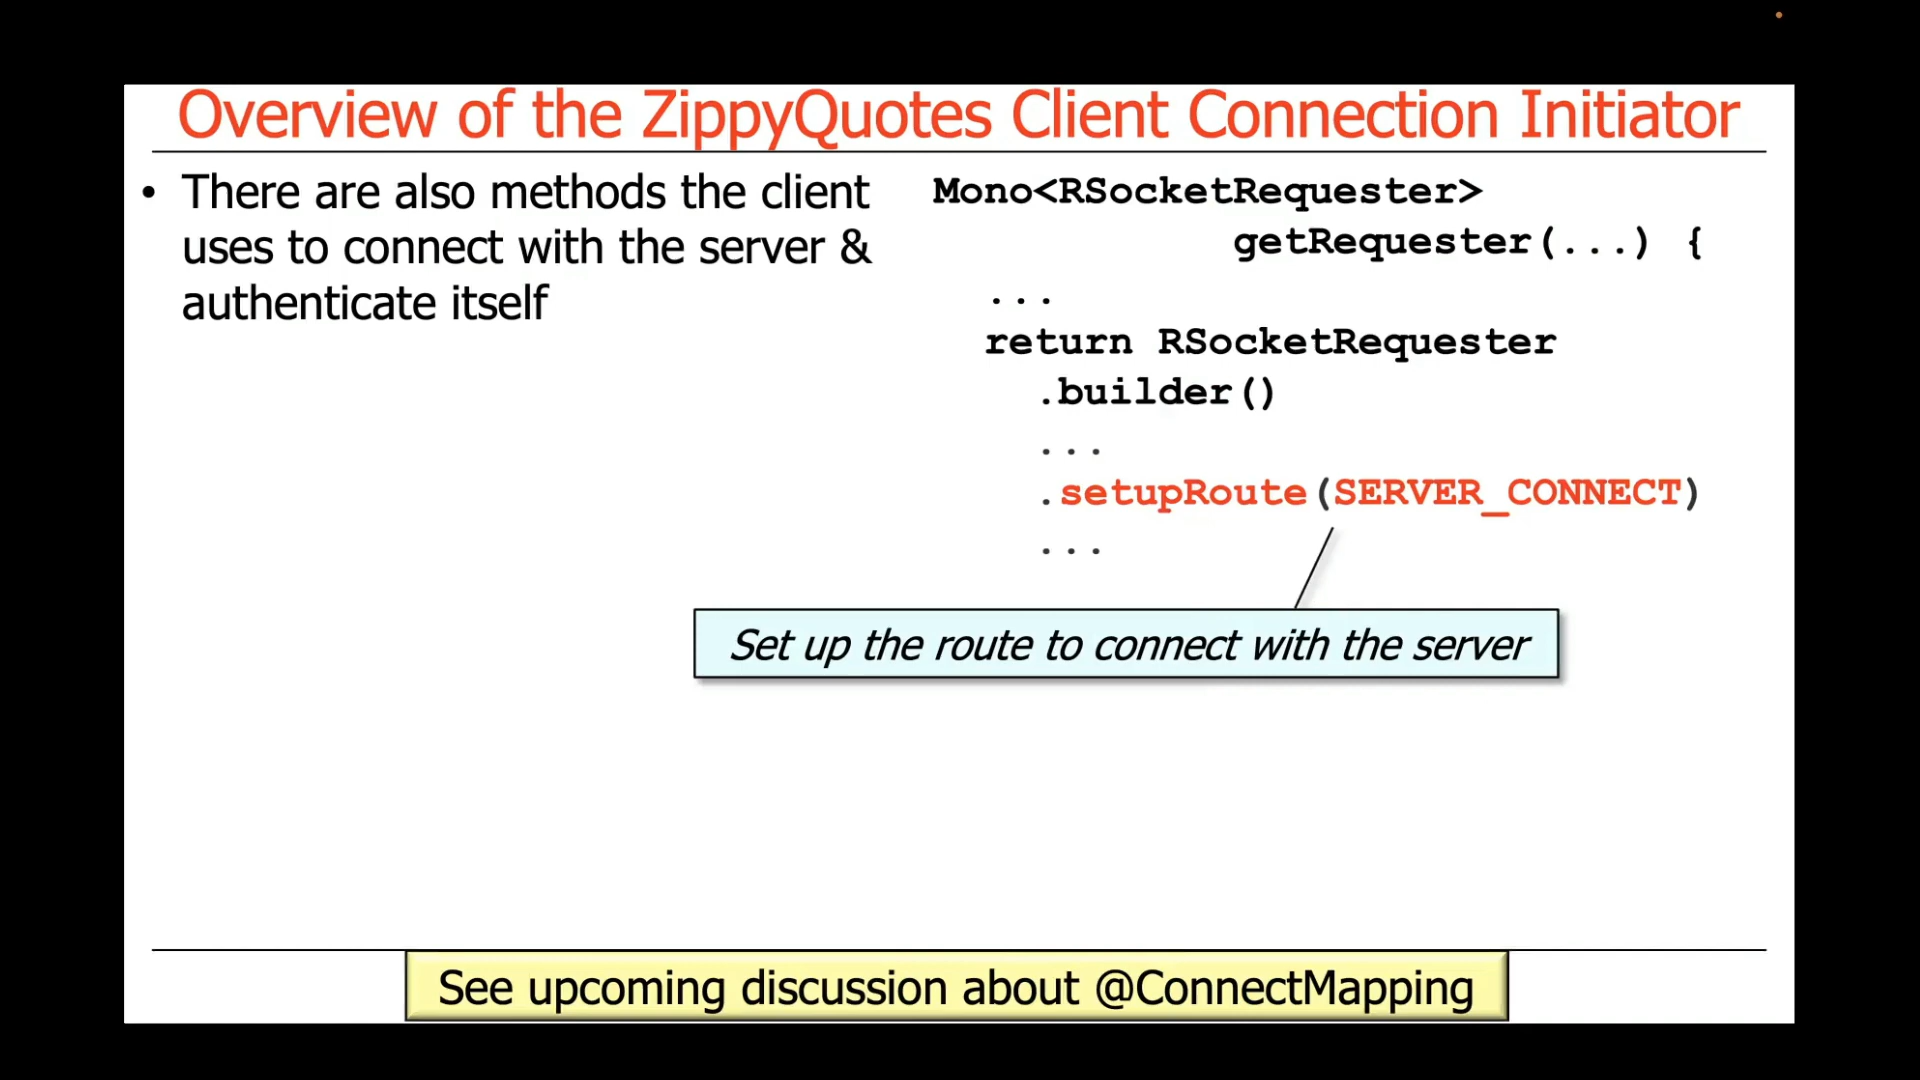 Overview of the ZippyQuotes Client Connection Initiator
• There are also methods the client
uses to connect with the server &
authenticate itself
Mono<RSocketRequester>
getRequester(...) {
...
return RSocketRequester
.builder()
...
.setupRoute(SERVER_CONNECT)
...
Set up the route to connect with the server
See upcoming discussion about @ConnectMapping